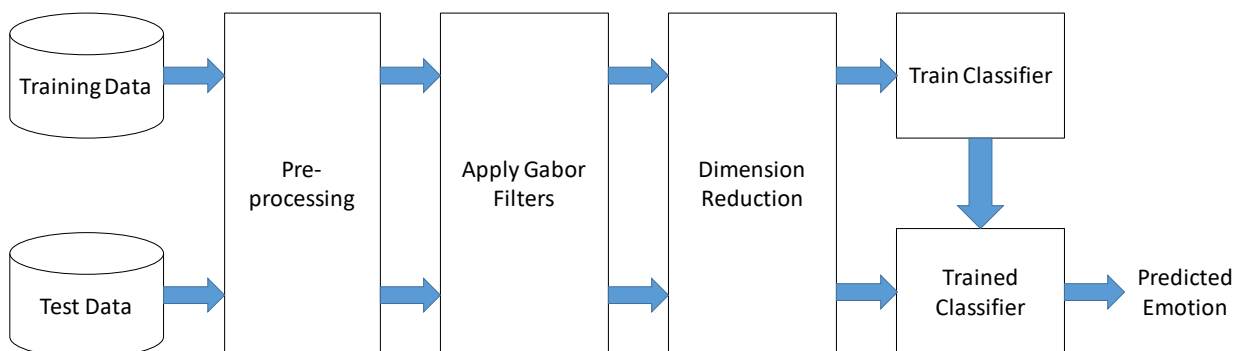 Training Data
Pre-
processing
Apply Gabor
Filters
Dimension
Reduction
Train Classifier
Test Data
Trained
Classifier
Predicted
Emotion